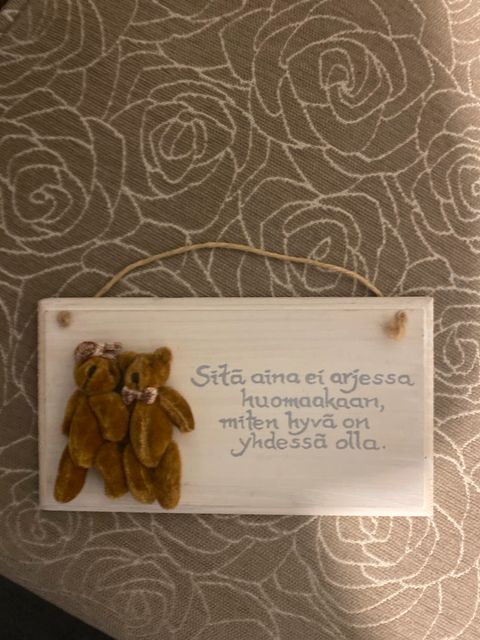 Sitä aina ei arjessa
huomaakaan,
miten hyvä on
yhdessä olla.